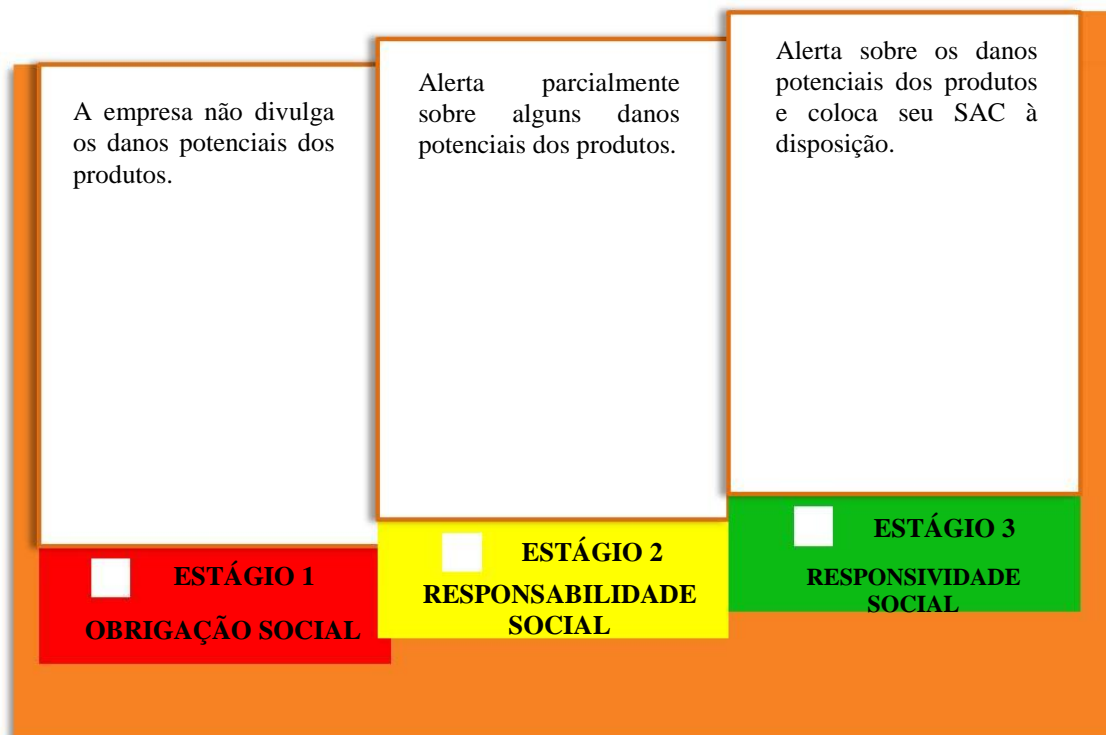 A empresa não divulga
os danos potenciais dos
produtos.
ESTÁGIO 1
OBRIGAÇÃO SOCIAL
Alerta parcialmente
sobre alguns danos
potenciais dos produtos.
ESTÁGIO 2
RESPONSABILIDADE
SOCIAL
Alerta sobre os danos
potenciais dos produtos
e coloca seu SAC à
disposição.
ESTÁGIO 3
RESPONSIVIDADE
SOCIAL